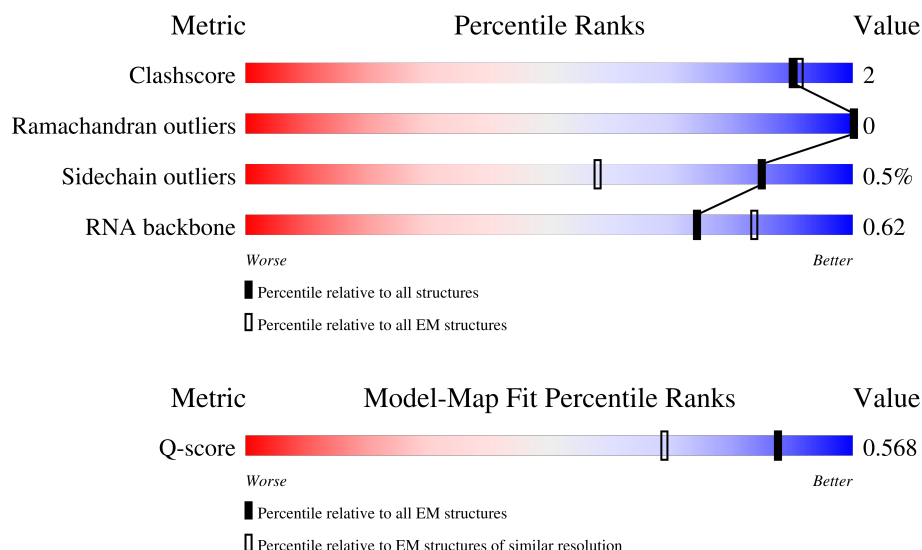 Metric Percentile Ranks Value
Clashscore 2
Ramachandran outliers 0
Sidechain outliers 0.5%
RNA backbone 0.62
Worse Better
Percentile relative to all structures
Percentile relative to all EM structures
Metric Model-Map Fit Percentile Ranks Value
Q-score 0.568
Worse Better
Percentile relative to all EM structures
Percentile relative to EM structures of similar resolution